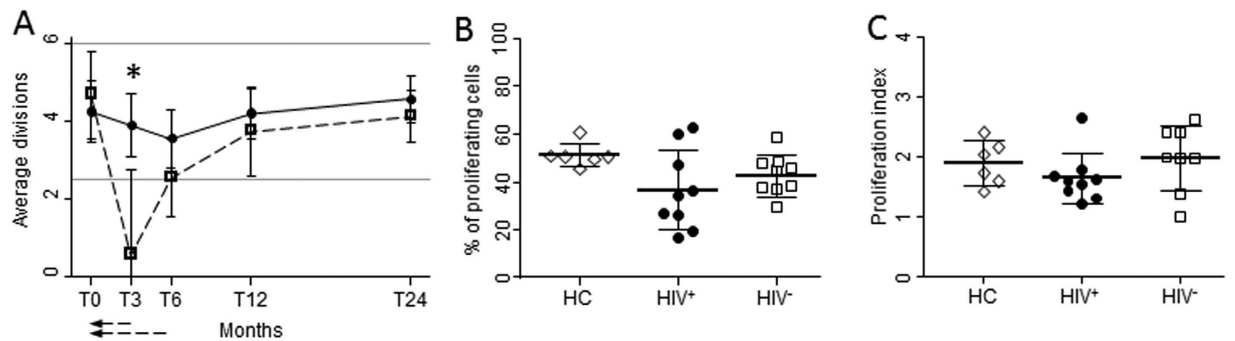 A
Average divisions
6
4
2
0
*
T0 T3 T6 T12 T24
Months
B
% of proliferating cells
100
80
60
40
20
0
HC HIV+ HIV-
C
Proliferation index
4
3
2
1
0
HC HIV+ HIV-